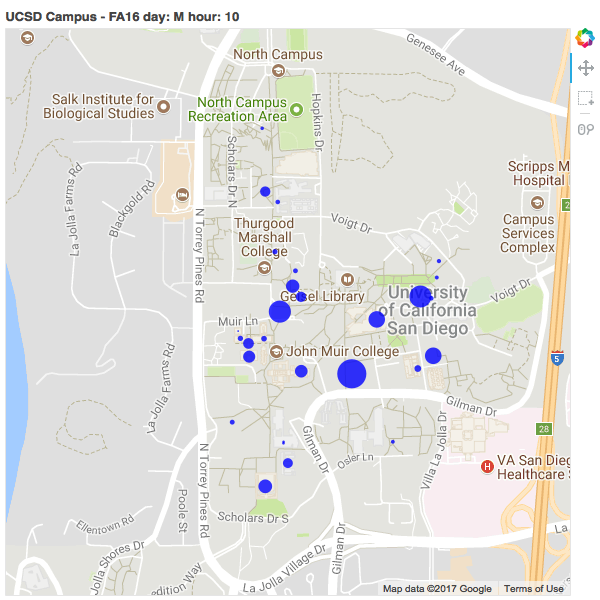 UCSD Campus - FA16 day: M hour: 10
Genesee Ave
North Campus
Salk Institute for
Biological Studies
North Campus
Recreation Area
Hopkins Dr
Scholars Dr N
Scripps M
Hospital
La Jolla Farms Rd
Blackgold Rd
2
N Torrey Pines Rd
Thurgood
Marshall
College
Voigt Dr
Campus
Services
Complex
Geisel Library
University
of California
San Diego
Voigt Dr
Muir Ln
John Muir College
5
La Jolla Farms Rd
Gilman Dr
28
N Torrey Pines Rd
Gilman Dr
Osler Ln
Villa La Jolla Dr
H
VA San Dieg
Healthcare
Poole St
Ellentown Rd
Scholars Dr S
La
La Jolla Shores Dr
Gilman Dr
La Jolla Village Dr
edition Way
Map data ©2017 Google
Terms of Use